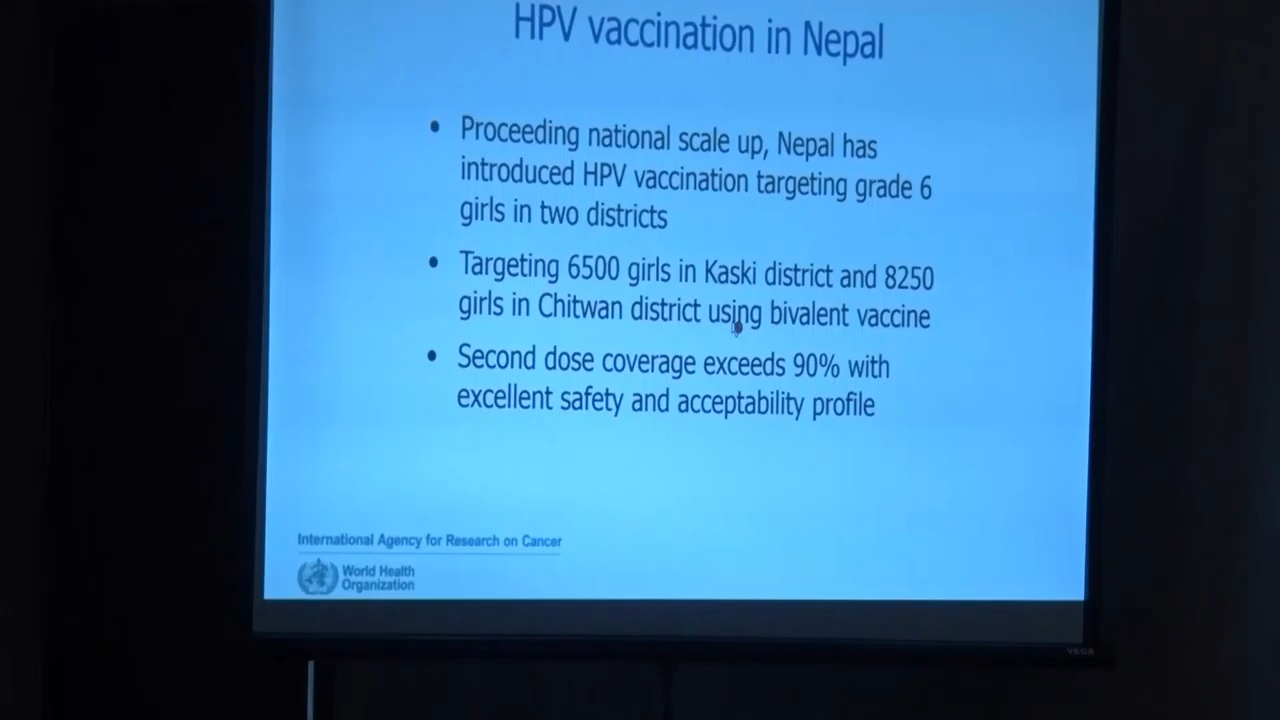 HPV vaccination in Nepal
• Proceeding national scale up, Nepal has
introduced HPV vaccination targeting grade 6
girls in two districts
• Targeting 6500 girls in Kaski district and 8250
girls in Chitwan district using bivalent vaccine
• Second dose coverage exceeds 90% with
excellent safety and acceptability profile
International Agency for Research on Cancer
World Health
Organization
VEGA